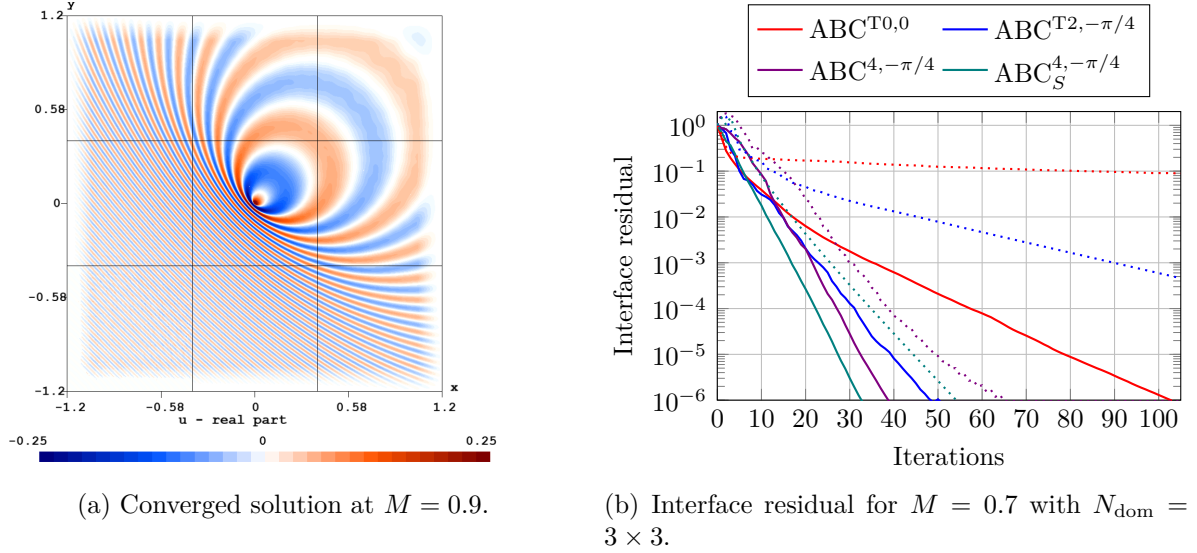 y
1.2
0.58
0
-0.58
-1.2
x
-1.2
-0.58
0
0.58
1.2
u - real part
-0.25
0
0.25
(a) Converged solution at M = 0.9.
ABC^{T0,0} ABC^{T2,−π/4}
ABC^{4,−π/4} ABC_S^{4,−π/4}
Interface residual
10^0
10^{−1}
10^{−2}
10^{−3}
10^{−4}
10^{−5}
10^{−6}
0 10 20 30 40 50 60 70 80 90 100
Iterations
(b) Interface residual for M = 0.7 with N_{dom} =
3 × 3.